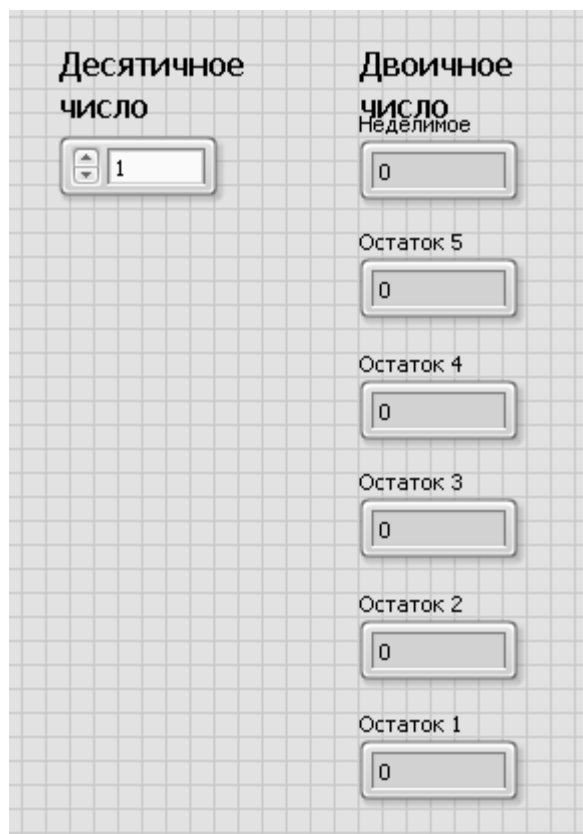 Десятичное
число
1
Двоичное
число
Неделимое
0
Остаток 5
0
Остаток 4
0
Остаток 3
0
Остаток 2
0
Остаток 1
0